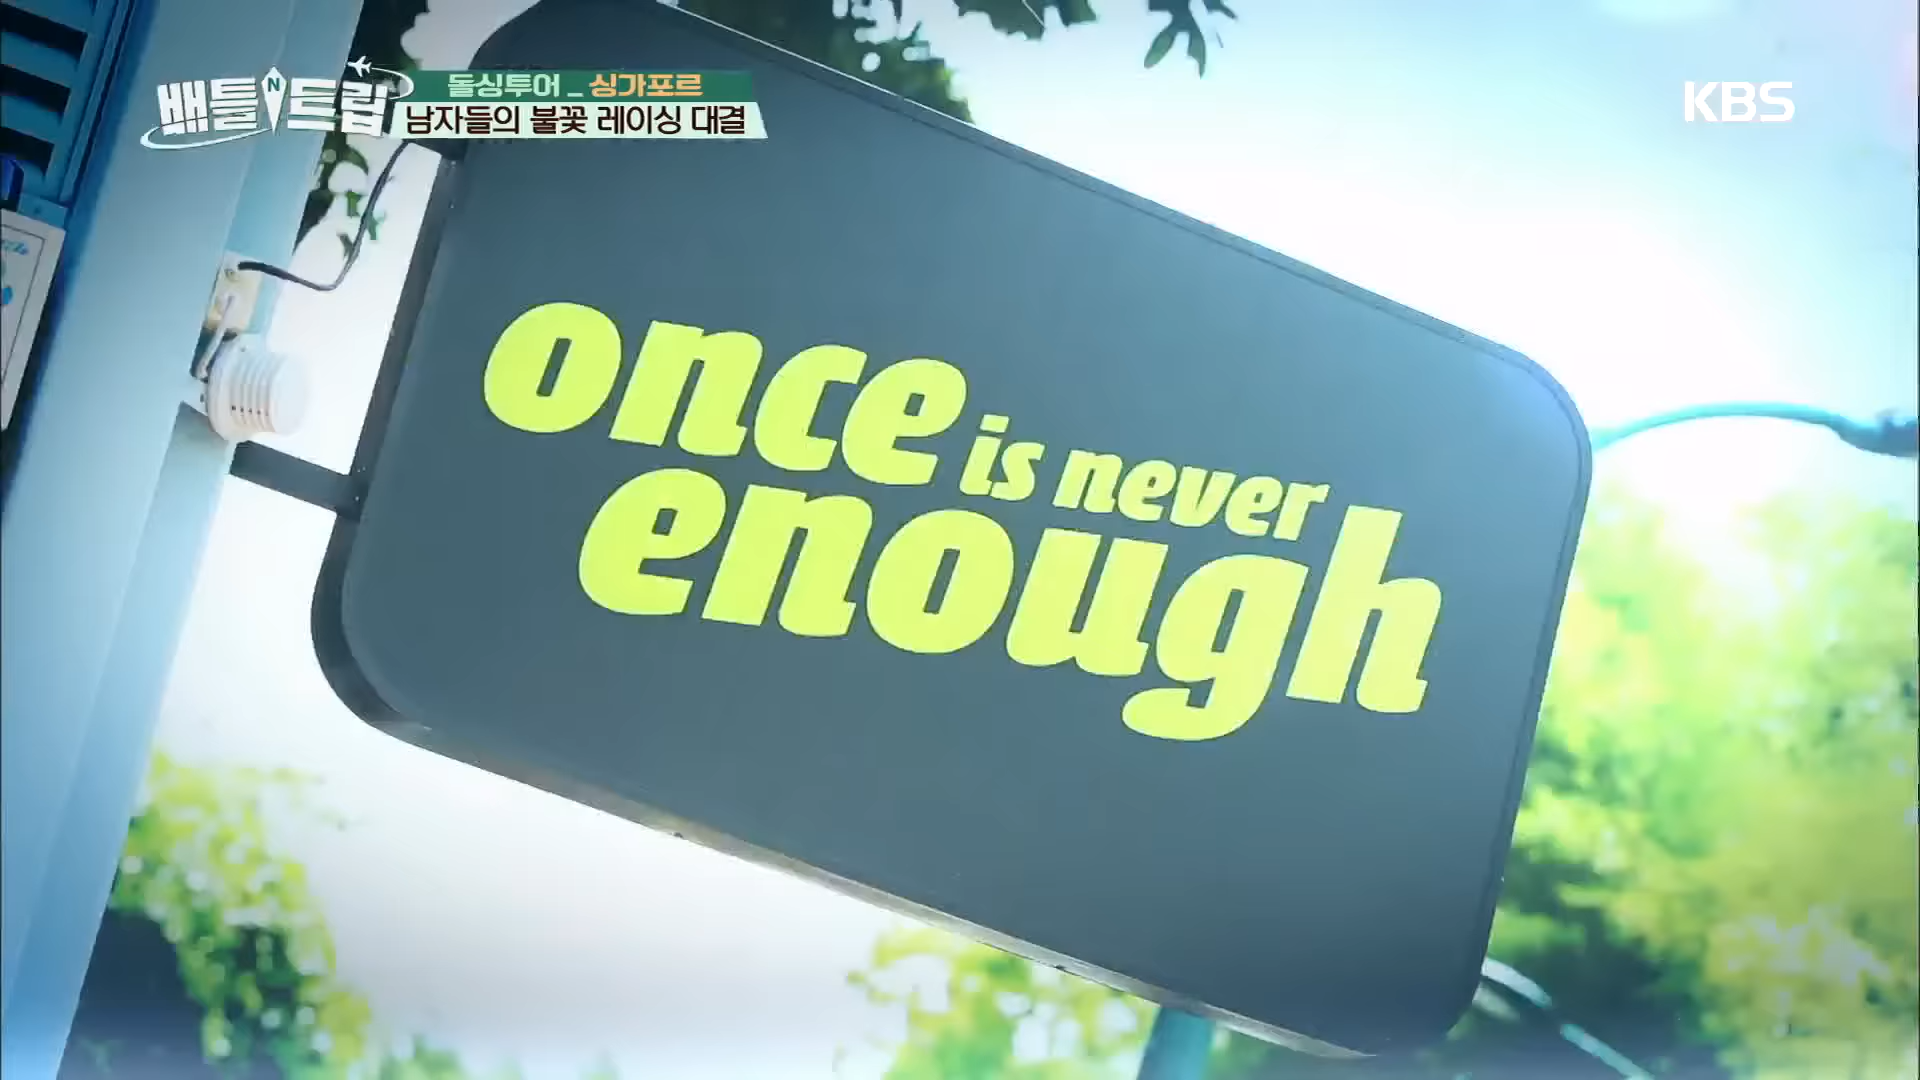 배틀트립
N
돌싱투어 _ 싱가포르
남자들의 불꽃 레이싱 대결
KBS
once is never
enough